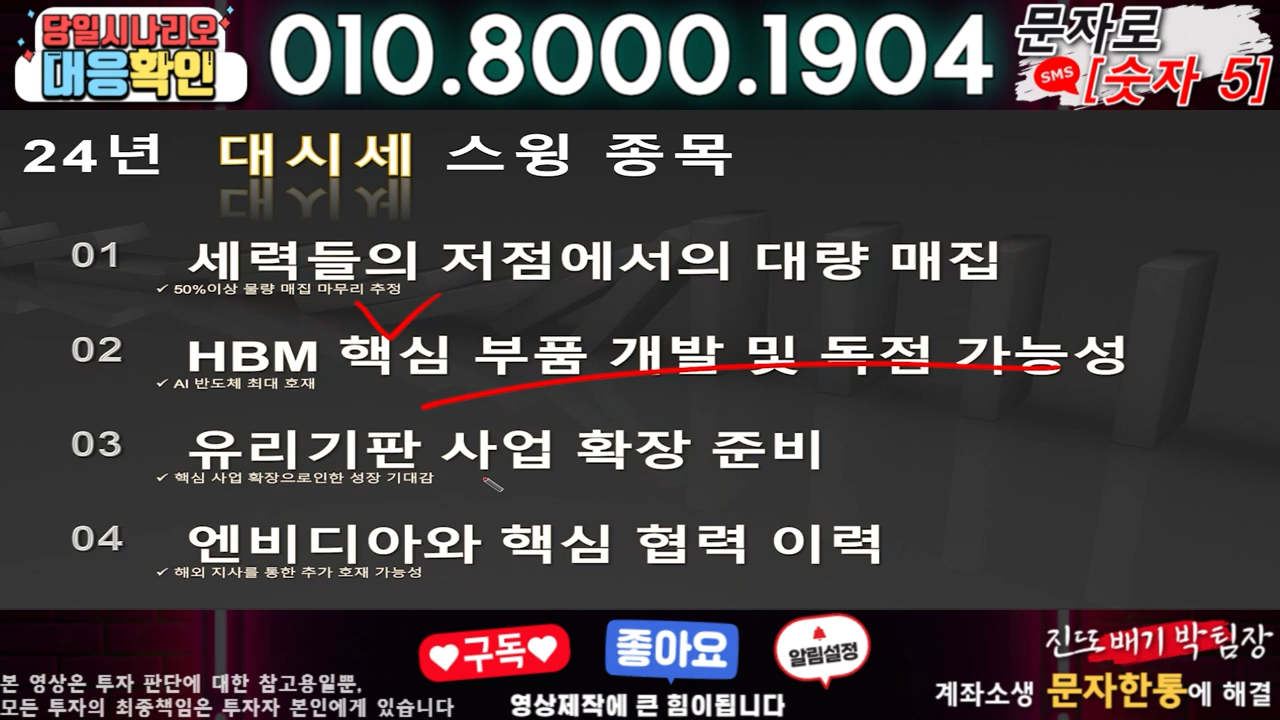 당일시나리오
대응확인
010.8000.1904
문자로
SMS
[숫자 5]
24년 대시세 스윙 종목
01 세력들의 저점에서의 대량 매집
✓ 50%이상 물량 매집 마무리 추정
02 HBM 핵심 부품 개발 및 독점 가능성
✓ AI 반도체 최대 호재
03 유리기판 사업 확장 준비
✓ 핵심 사업 확장으로인한 성장 기대감
04 엔비디아와 핵심 협력 이력
✓ 해외 지사를 통한 추가 호재 가능성
구독
좋아요
알림설정
영상제작에 큰 힘이됩니다
본 영상은 투자 판단에 대한 참고용일뿐,
모든 투자의 최종책임은 투자자 본인에게 있습니다
진또배기 박팀장
계좌소생 문자한통에 해결